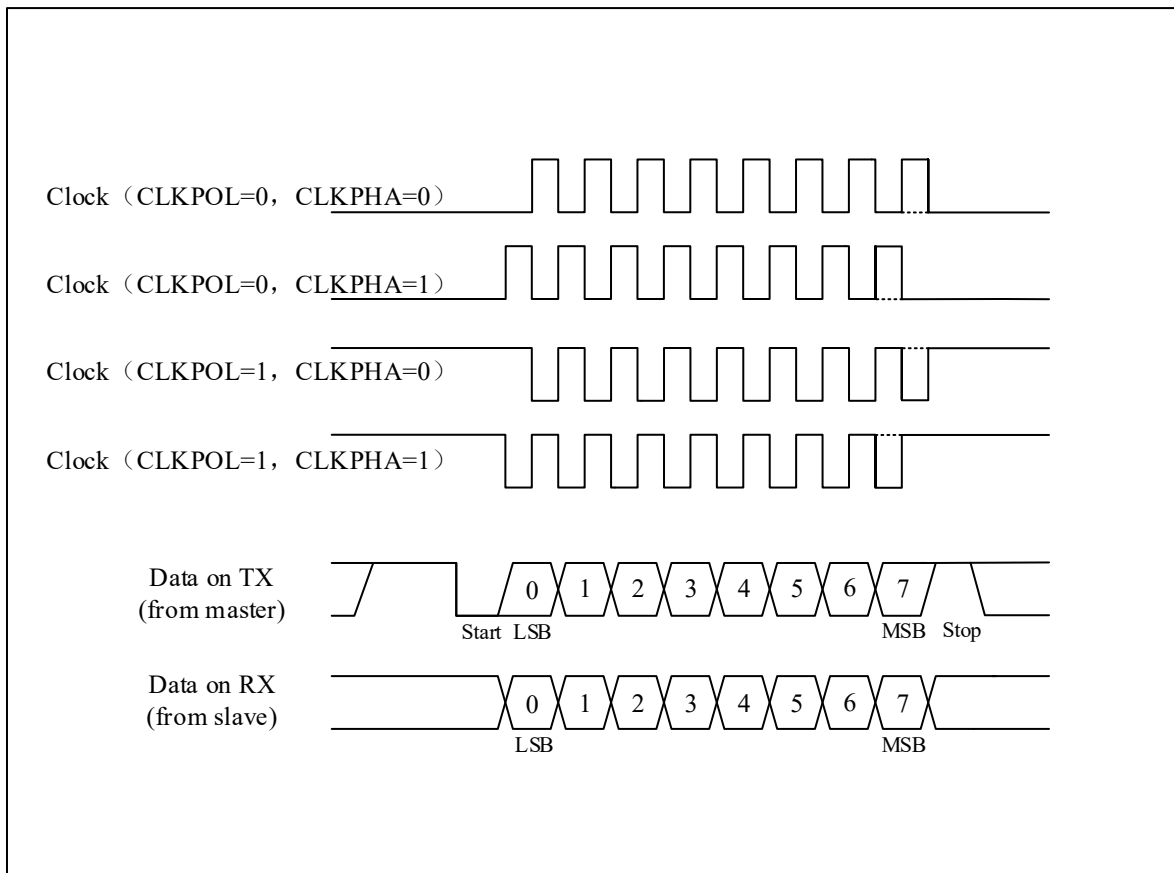 Clock（CLKPOL=0，CLKPHA=0）
Clock（CLKPOL=0，CLKPHA=1）
Clock（CLKPOL=1，CLKPHA=0）
Clock（CLKPOL=1，CLKPHA=1）
Data on TX
(from master)
0 1 2 3 4 5 6 7
Start LSB MSB Stop
Data on RX
(from slave)
0 1 2 3 4 5 6 7
LSB MSB